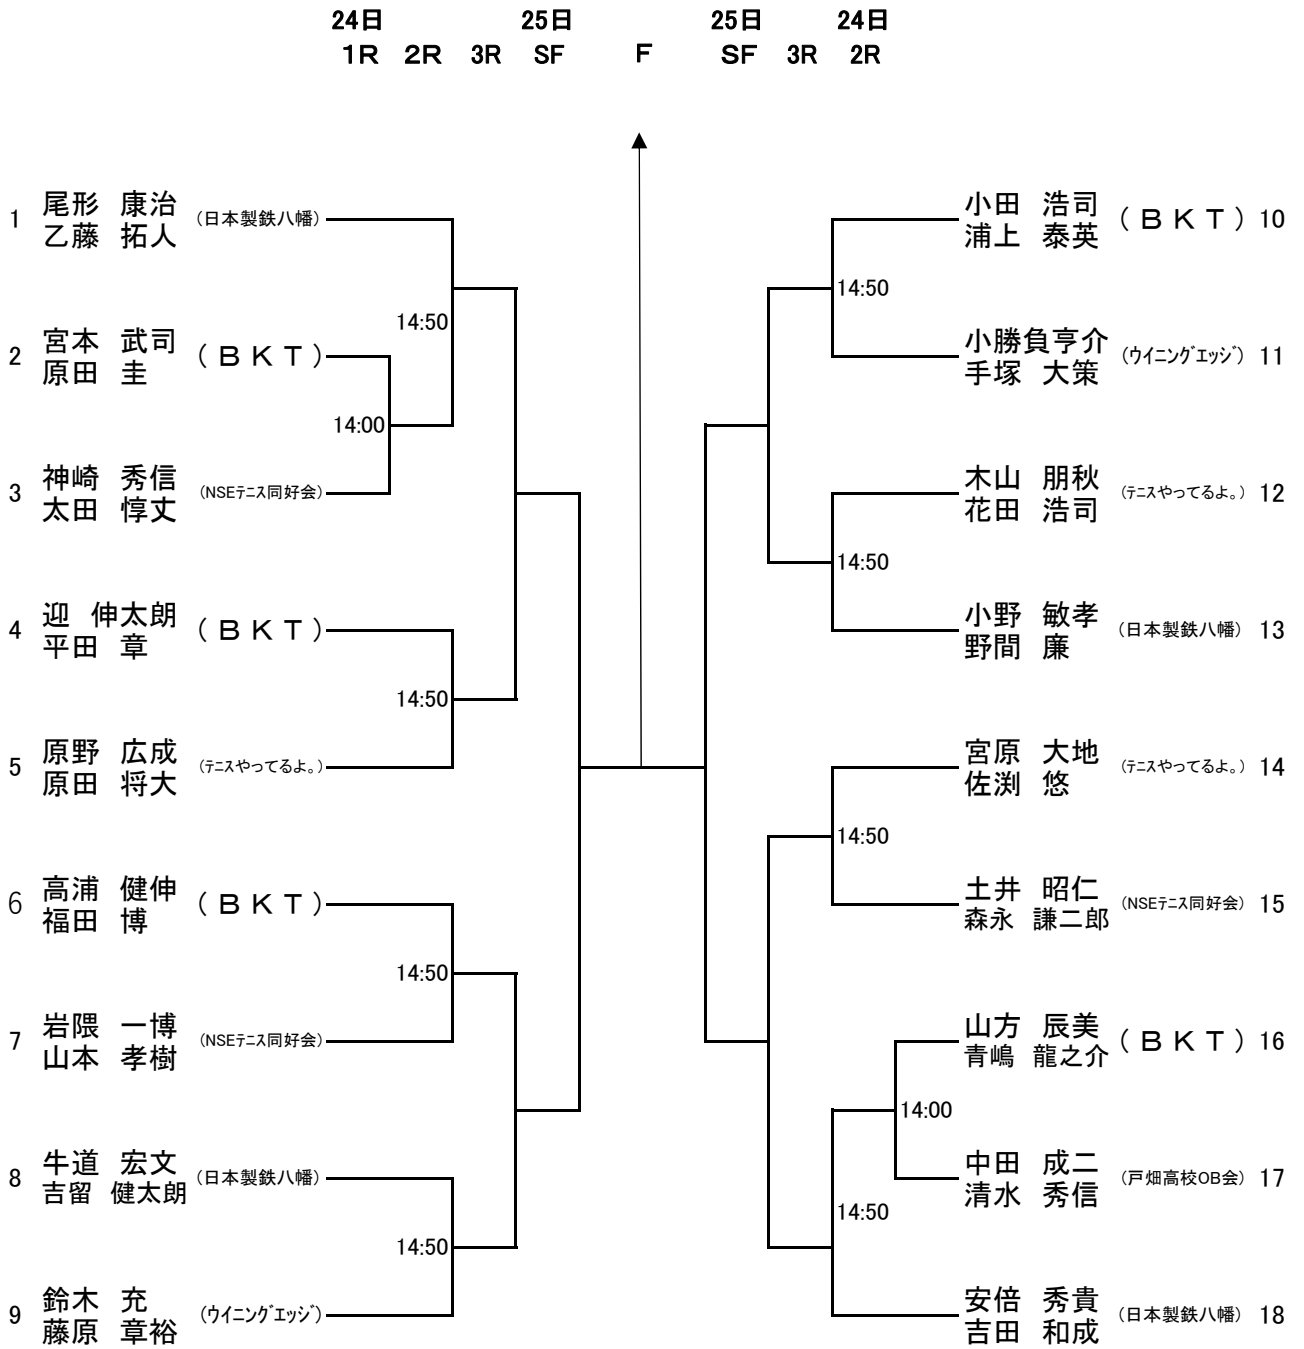 24日 25日 25日 24日
1R 2R 3R SF F SF 3R 2R
1 尾形 康治 (日本製鉄八幡)
乙藤 拓人
14:50
2 宮本 武司 (BKT)
原田 圭
14:00
3 神崎 秀信 (NSEテニス同好会)
太田 惇丈
4 迎 伸太朗 (BKT)
平田 章
14:50
5 原野 広成 (テニスやってるよ。)
原田 将大
6 高浦 健伸 (BKT)
福田 博
14:50
7 岩隈 一博 (NSEテニス同好会)
山本 孝樹
8 牛道 宏文 (日本製鉄八幡)
吉留 健太朗
14:50
9 鈴木 充 (ウイニングエッジ)
藤原 章裕
小田 浩司 (BKT) 10
浦上 泰英
14:50
小勝負亨介 (ウイニングエッジ) 11
手塚 大策
木山 朋秋 (テニスやってるよ。) 12
花田 浩司
14:50
小野 敏孝 (日本製鉄八幡) 13
野間 廉
宮原 大地 (テニスやってるよ。) 14
佐渕 悠
14:50
土井 昭仁 (NSEテニス同好会) 15
森永 謙二郎
山方 辰美 (BKT) 16
青嶋 龍之介
14:00
中田 成二 (戸畑高校OB会) 17
清水 秀信
14:50
安倍 秀貴 (日本製鉄八幡) 18
吉田 和成